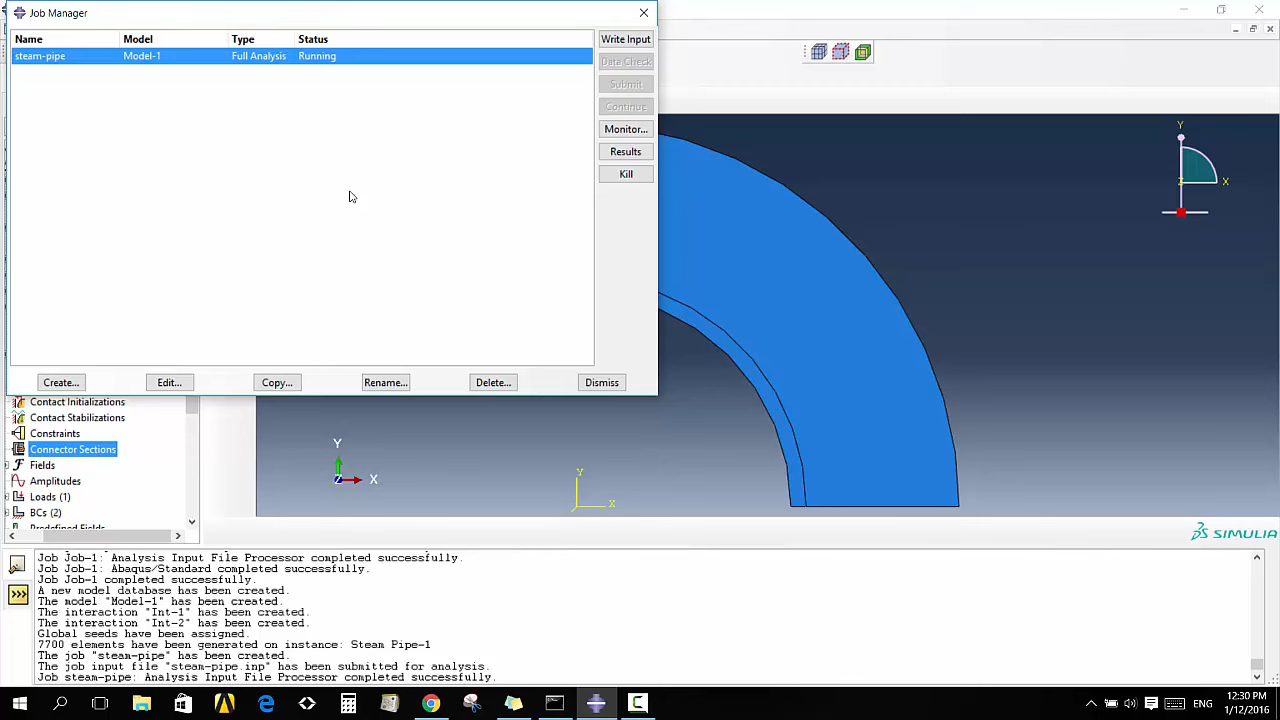 Job Manager
Name Model Type Status
steam-pipe Model-1 Full Analysis Running
Write Input
Data Check
Submit
Continue
Monitor...
Results
Kill
Create... Edit... Copy... Rename... Delete... Dismiss
Y
Z X
Contact Initializations
Contact Stabilizations
Constraints
Connector Sections
Fields
Amplitudes
Loads (1)
BCs (2)
Predefined Fields
Y
Z X
Y
X
SIMULIA
Job Job-1: Analysis Input File Processor completed successfully.
Job Job-1: Abaqus/Standard completed successfully.
Job Job-1 completed successfully.
A new model database has been created.
The model "Model-1" has been created.
The interaction "Int-1" has been created.
The interaction "Int-2" has been created.
Global seeds have been assigned.
7700 elements have been generated on instance: Steam Pipe-1
The job "steam-pipe" has been created.
The job input file "steam-pipe.inp" has been submitted for analysis.
Job steam-pipe: Analysis Input File Processor completed successfully.
>>>
ENG
12:30 PM
1/12/2016